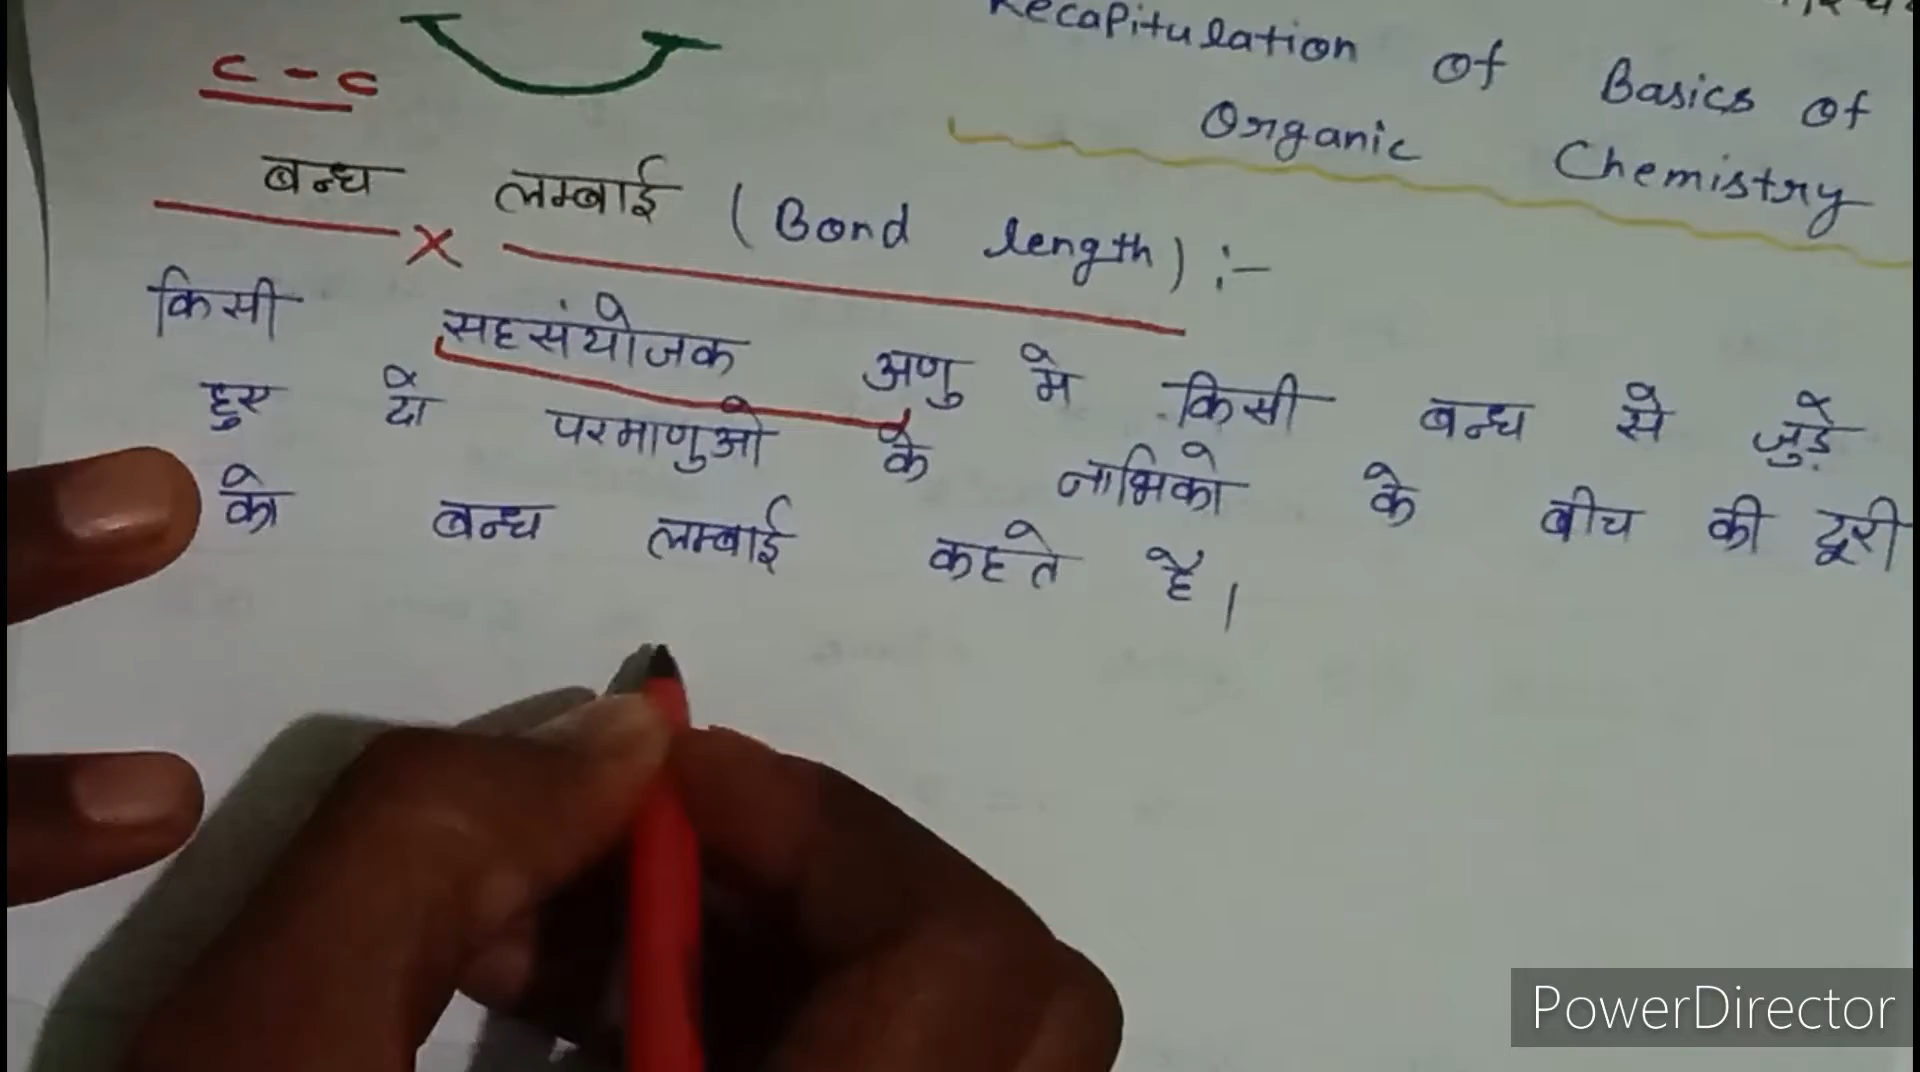 Recapitulation of Basics of
Organic Chemistry
C - C
बन्ध लम्बाई (Bond length) :-
किसी सहसंयोजक अणु मे किसी बन्ध से जुड़े
हुए दो परमाणुओ के नाभिको के बीच की दूरी
को बन्ध लम्बाई कहते है।
PowerDirector